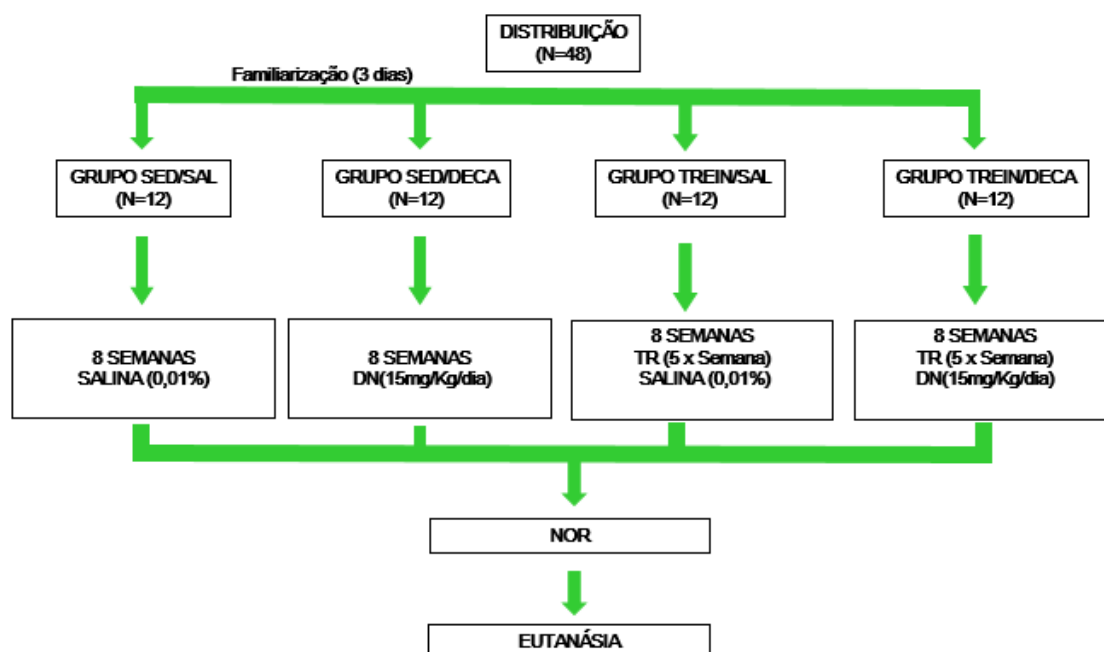 DISTRIBUIÇÃO
(N=48)
Familiarização (3 dias)
GRUPO SED/SAL
(N=12)
GRUPO SED/DECA
(N=12)
GRUPO TREIN/SAL
(N=12)
GRUPO TREIN/DECA
(N=12)
8 SEMANAS
SALINA (0,01%)
8 SEMANAS
DN(15mg/Kg/dia)
8 SEMANAS
TR (5 x Semana)
SALINA (0,01%)
8 SEMANAS
TR (5 x Semana)
DN(15mg/Kg/dia)
NOR
EUTANÁSIA